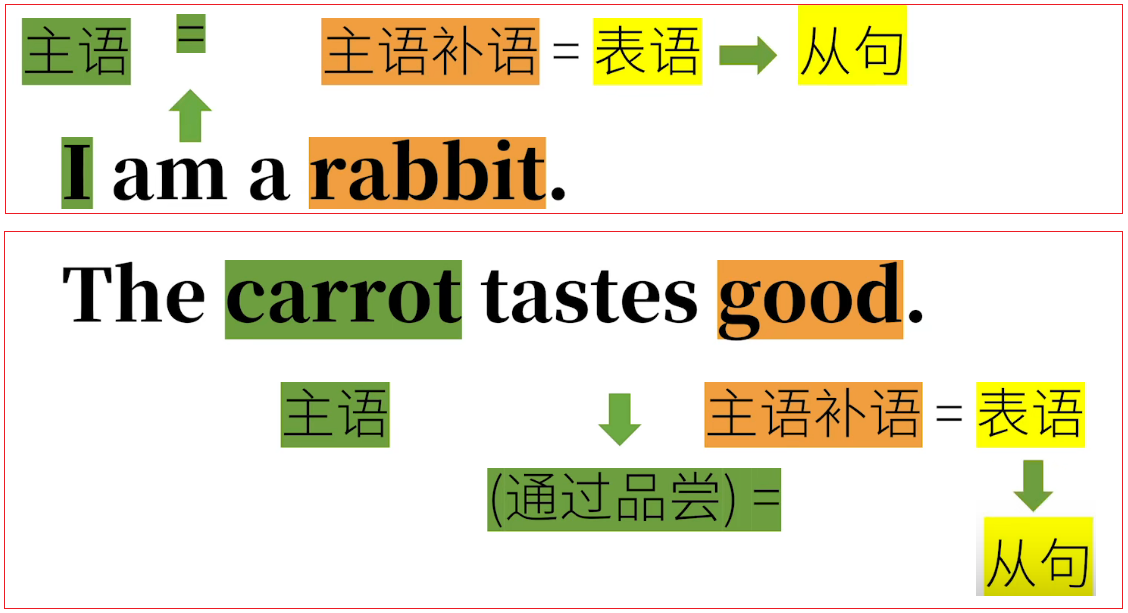 主语 = 主语补语 = 表语 从句
I am a rabbit.
The carrot tastes good.
主语 主语补语 = 表语
(通过品尝) =
从句